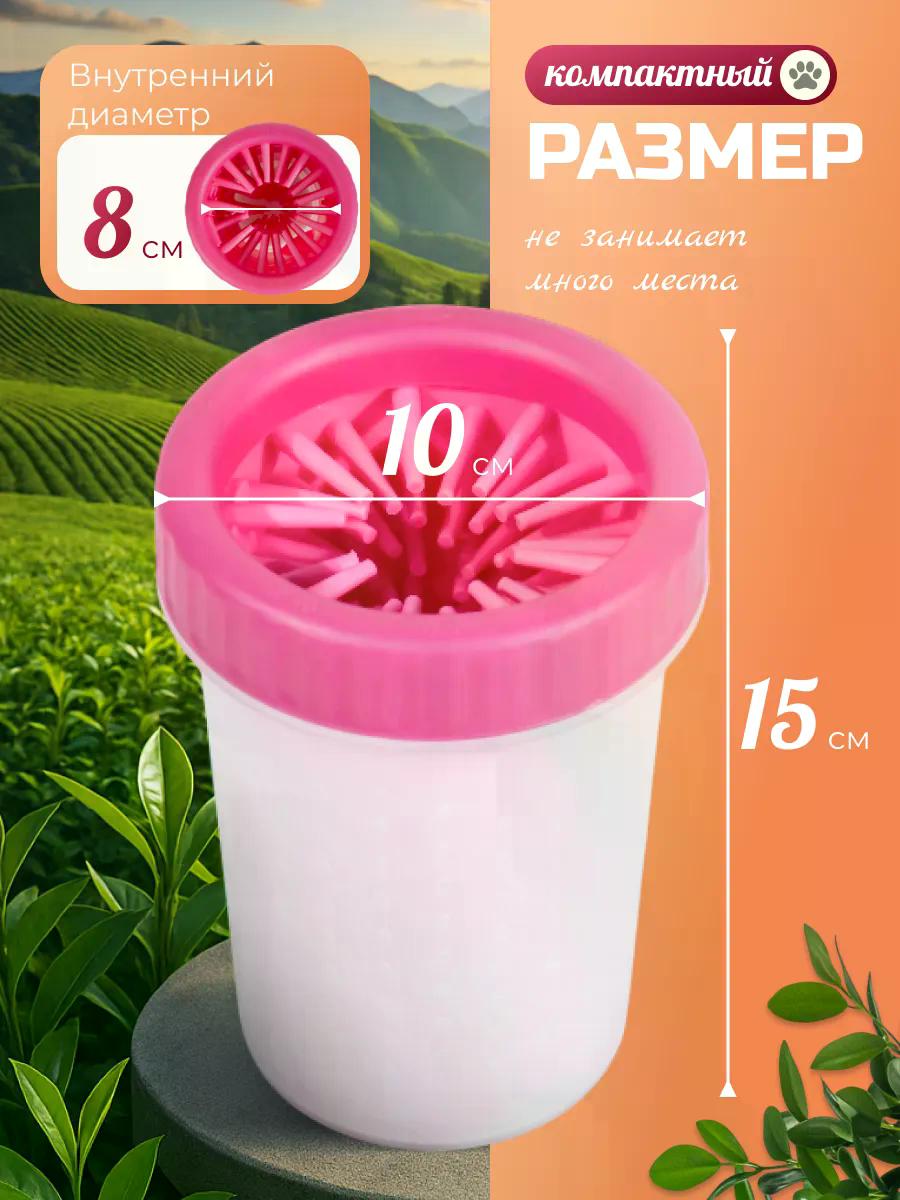 Внутренний
диаметр
8 см
компактный
РАЗМЕР
не занимает
много места
10 см
15 см